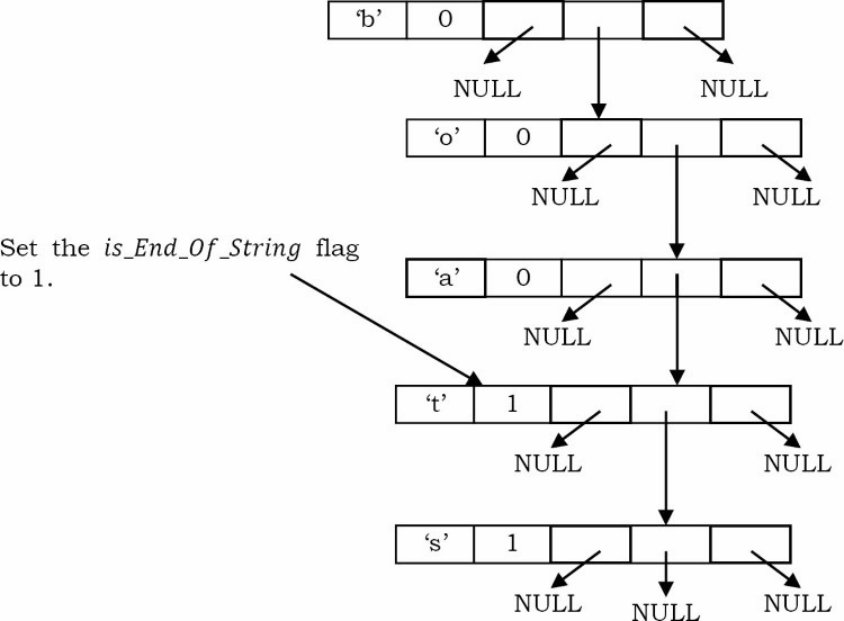 ‘b’ 0
NULL NULL
‘o’ 0
NULL NULL
Set the is_End_Of_String flag
to 1.
‘a’ 0
NULL NULL
‘t’ 1
NULL NULL
‘s’ 1
NULL NULL NULL